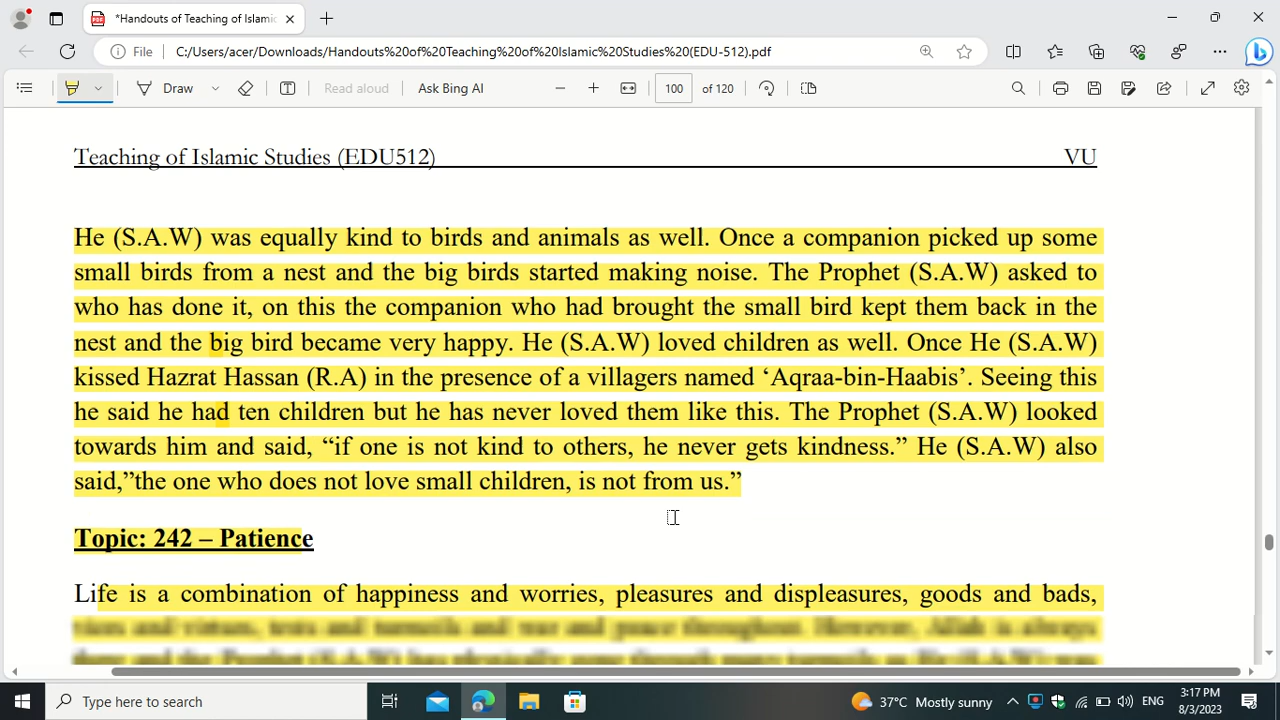 *Handouts of Teaching of Islamic
File
C:/Users/acer/Downloads/Handouts%20of%20Teaching%20of%20Islamic%20Studies%20(EDU-512).pdf
Draw
Read aloud
Ask Bing AI
100 of 120
Teaching of Islamic Studies (EDU512) VU
He (S.A.W) was equally kind to birds and animals as well. Once a companion picked up some
small birds from a nest and the big birds started making noise. The Prophet (S.A.W) asked to
who has done it, on this the companion who had brought the small bird kept them back in the
nest and the big bird became very happy. He (S.A.W) loved children as well. Once He (S.A.W)
kissed Hazrat Hassan (R.A) in the presence of a villagers named ‘Aqraa-bin-Haabis’. Seeing this
he said he had ten children but he has never loved them like this. The Prophet (S.A.W) looked
towards him and said, “if one is not kind to others, he never gets kindness.” He (S.A.W) also
said,”the one who does not love small children, is not from us.”
Topic: 242 – Patience
Life is a combination of happiness and worries, pleasures and displeasures, goods and bads,
Type here to search
37°C Mostly sunny
ENG
3:17 PM
8/3/2023